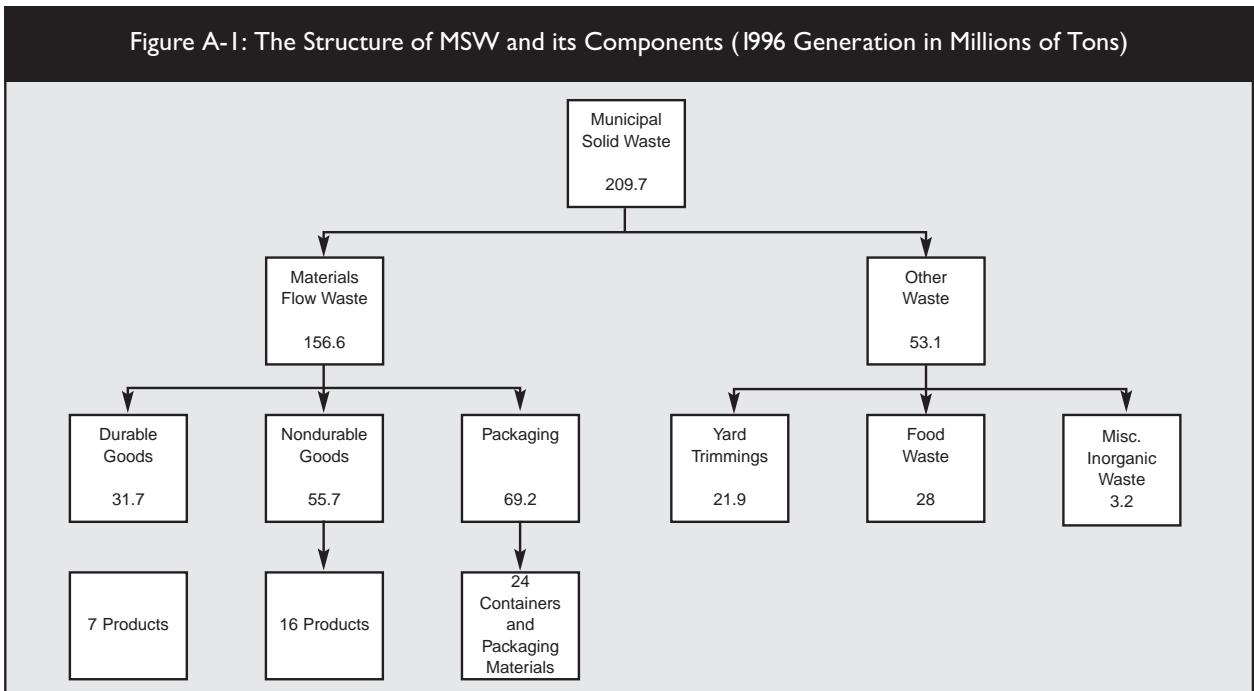 Figure A-1: The Structure of MSW and its Components (1996 Generation in Millions of Tons)
Municipal
Solid Waste
209.7
Materials
Flow Waste
156.6
Other
Waste
53.1
Durable
Goods
31.7
Nondurable
Goods
55.7
Packaging
69.2
Yard
Trimmings
21.9
Food
Waste
28
Misc.
Inorganic
Waste
3.2
7 Products
16 Products
24
Containers
and
Packaging
Materials